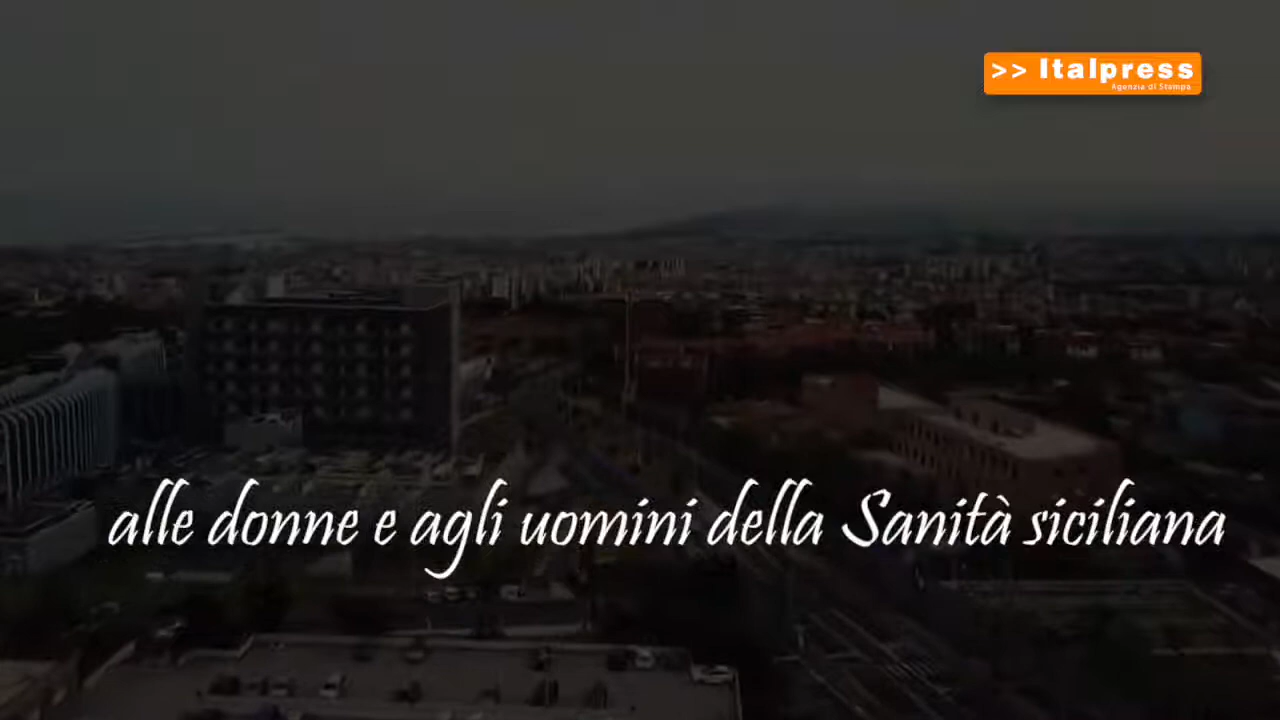 >> Italpress
Agenzia di Stampa
alle donne e agli uomini della Sanità siciliana